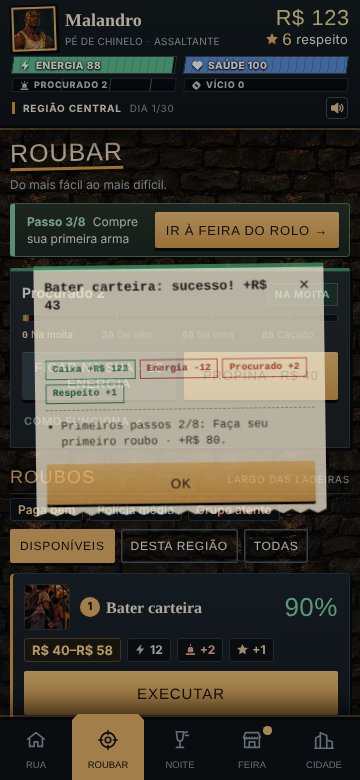 Malandro
PÉ DE CHINELO · ASSALTANTE
R$ 123
6 respeito
ENERGIA 88
SAÚDE 100
PROCURADO 2
VÍCIO 0
REGIÃO CENTRAL DIA 1/30
ROUBAR
Do mais fácil ao mais difícil.
Passo 3/8 Compre
sua primeira arma
IR À FEIRA DO ROLO →
Procurado 2
NA MOITA
Bater carteira: sucesso! +R$
43
×
0 Na moita 30 De olho 60 Na mira 85 Caçado
Caixa +R$ 123
Energia -12
Procurado +2
Respeito +1
ENERGIA
PROPINA · R$ 40
• Primeiros passos 2/8: Faça seu
primeiro roubo · +R$ 80.
OK
ROUBOS
LARGO DAS LADEIRAS
Paga bem
Polícia média
Grupo atento
DISPONÍVEIS
DESTA REGIÃO
TODAS
1 Bater carteira
90%
R$ 40–R$ 58
12
+2
+1
EXECUTAR
RUA
ROUBAR
NOITE
FEIRA
CIDADE